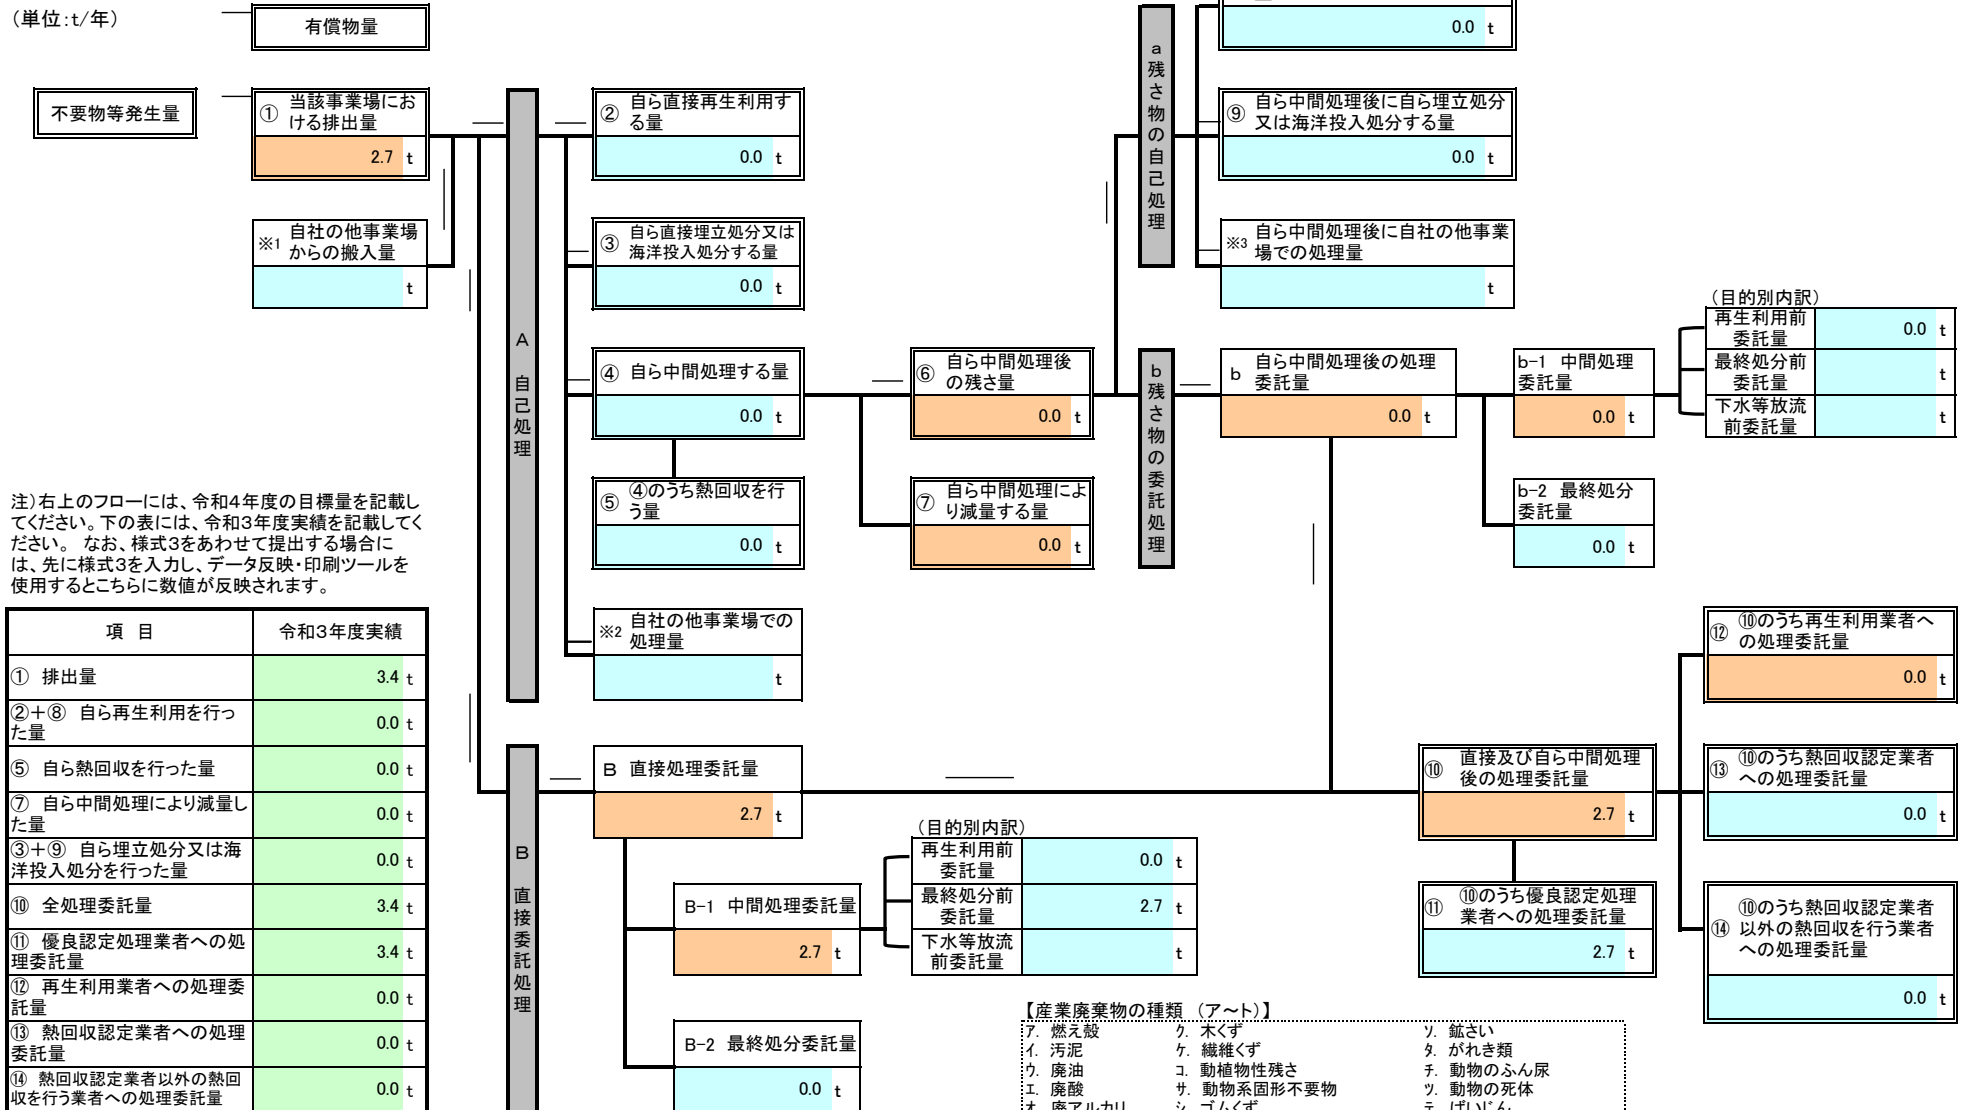 （単位：t/年）
有償物量
不要物等発生量
① 当該事業場にお
ける排出量
2.7 t
※1 自社の他事業場
からの搬入量
t
A 自己処理
② 自ら直接再生利用す
る量
0.0 t
③ 自ら直接埋立処分又は
海洋投入処分する量
0.0 t
④ 自ら中間処理する量
0.0 t
⑤ ④のうち熱回収を行
う量
0.0 t
※2 自社の他事業場での
処理量
t
⑥ 自ら中間処理後
の残さ量
0.0 t
⑦ 自ら中間処理によ
り減量する量
0.0 t
a 残さ物の自己処理
0.0 t
⑨ 自ら中間処理後に自ら埋立処分
又は海洋投入処分する量
0.0 t
※3 自ら中間処理後に自社の他事業
場での処理量
t
b 残さ物の委託処理
b 自ら中間処理後の処理
委託量
0.0 t
b-1 中間処理
委託量
0.0 t
（目的別内訳）
再生利用前
委託量
0.0 t
最終処分前
委託量
t
下水等放流
前委託量
t
b-2 最終処分
委託量
0.0 t
注）右上のフローには、令和4年度の目標量を記載し
てください。下の表には、令和3年度実績を記載してく
ださい。 なお、様式3をあわせて提出する場合に
は、先に様式3を入力し、データ反映・印刷ツールを
使用するとこちらに数値が反映されます。
項 目 令和3年度実績
① 排出量 3.4 t
②＋⑧ 自ら再生利用を行っ
た量
0.0 t
⑤ 自ら熱回収を行った量 0.0 t
⑦ 自ら中間処理により減量し
た量
0.0 t
③＋⑨ 自ら埋立処分又は海
洋投入処分を行った量
0.0 t
⑩ 全処理委託量 3.4 t
⑪ 優良認定処理業者への処
理委託量
3.4 t
⑫ 再生利用業者への処理委
託量
0.0 t
⑬ 熱回収認定業者への処理
委託量
0.0 t
⑭ 熱回収認定業者以外の熱回
収を行う業者への処理委託量
0.0 t
B 直接委託処理
B 直接処理委託量
2.7 t
B-1 中間処理委託量
2.7 t
（目的別内訳）
再生利用前
委託量
0.0 t
最終処分前
委託量
2.7 t
下水等放流
前委託量
t
B-2 最終処分委託量
0.0 t
⑩ 直接及び自ら中間処理
後の処理委託量
2.7 t
⑪ ⑩のうち優良認定処理
業者への処理委託量
2.7 t
⑫ ⑩のうち再生利用業者へ
の処理委託量
0.0 t
⑬ ⑩のうち熱回収認定業者
への処理委託量
0.0 t
⑭ ⑩のうち熱回収認定業者
以外の熱回収を行う業者
への処理委託量
0.0 t
【産業廃棄物の種類 （ア～ト）】
ア. 燃え殻 ク. 木くず ソ. 鉱さい
イ. 汚泥 ケ. 繊維くず タ. がれき類
ウ. 廃油 コ. 動植物性残さ チ. 動物のふん尿
エ. 廃酸 サ. 動物系固形不要物 ツ. 動物の死体
オ. 廃アルカリ シ. ゴムくず テ. ばいじん